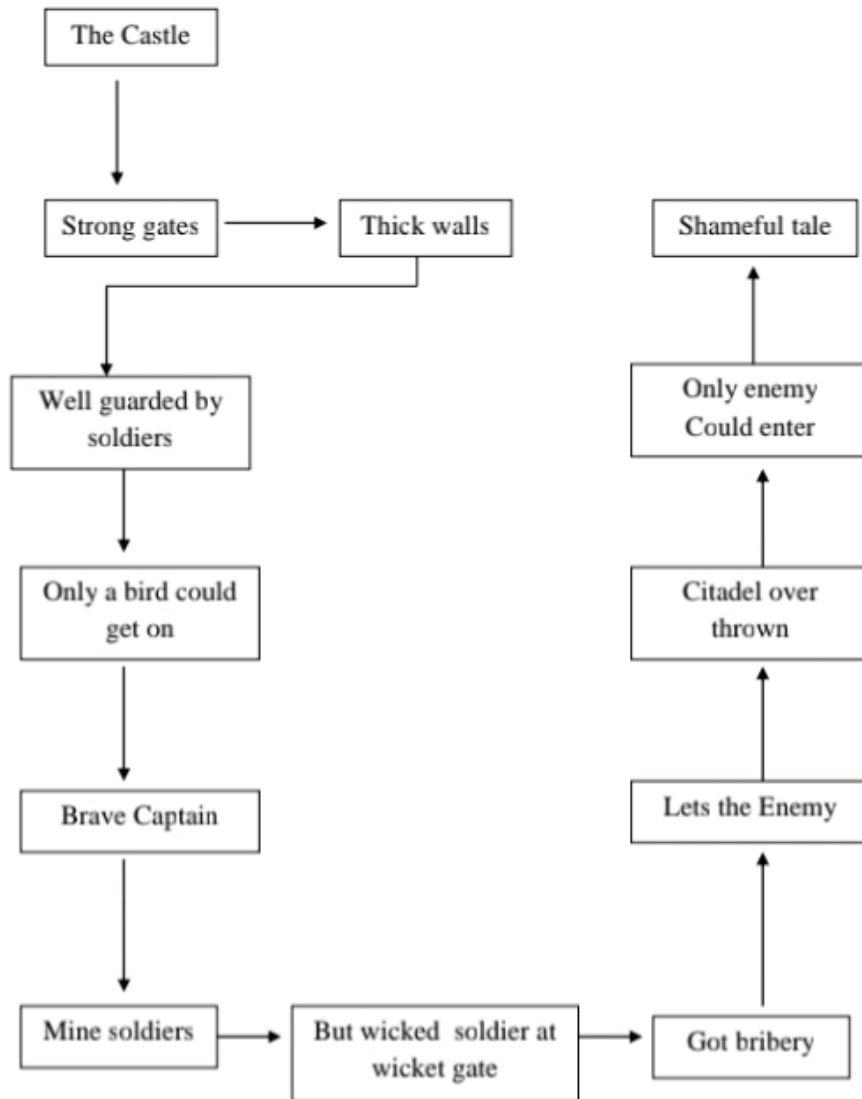 The Castle
Strong gates
Thick walls
Well guarded by
soldiers
Only a bird could
get on
Brave Captain
Mine soldiers
But wicked soldier at
wicket gate
Got bribery
Lets the Enemy
Citadel over
thrown
Only enemy
Could enter
Shameful tale